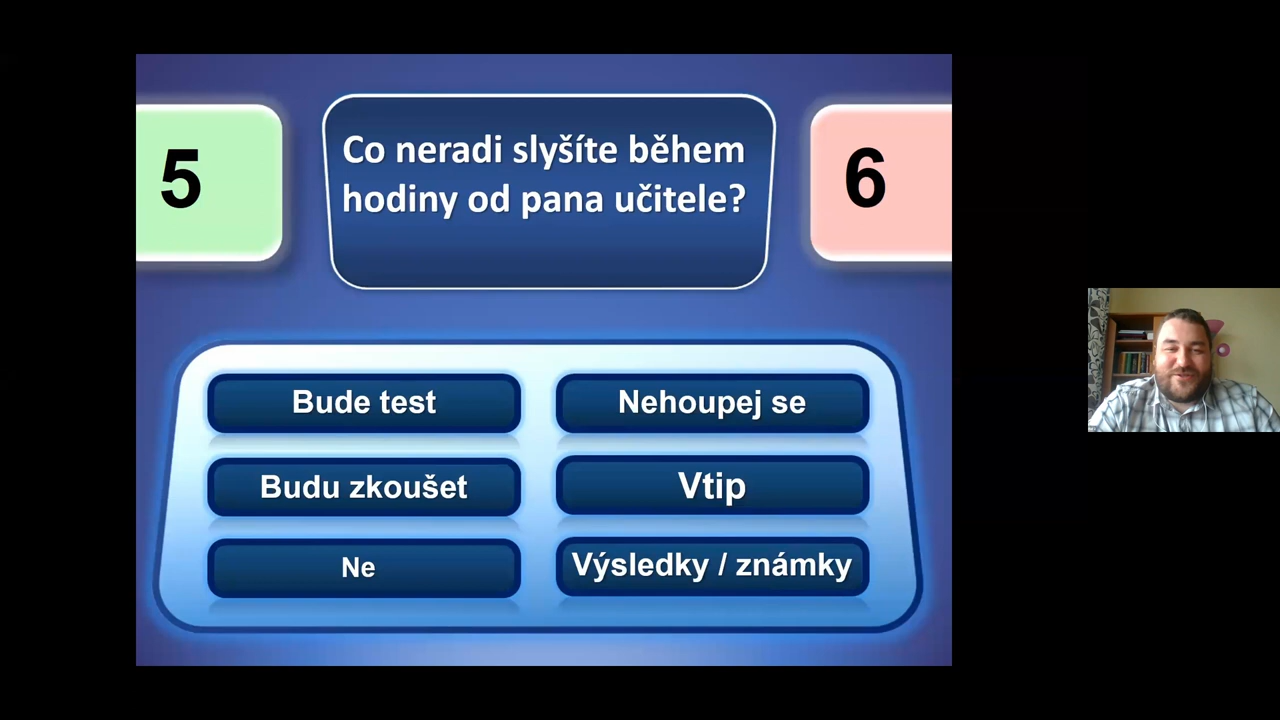 5
Co neradi slyšíte během
hodiny od pana učitele?
6
Bude test
Nehoupej se
Budu zkoušet
Vtip
Ne
Výsledky / známky